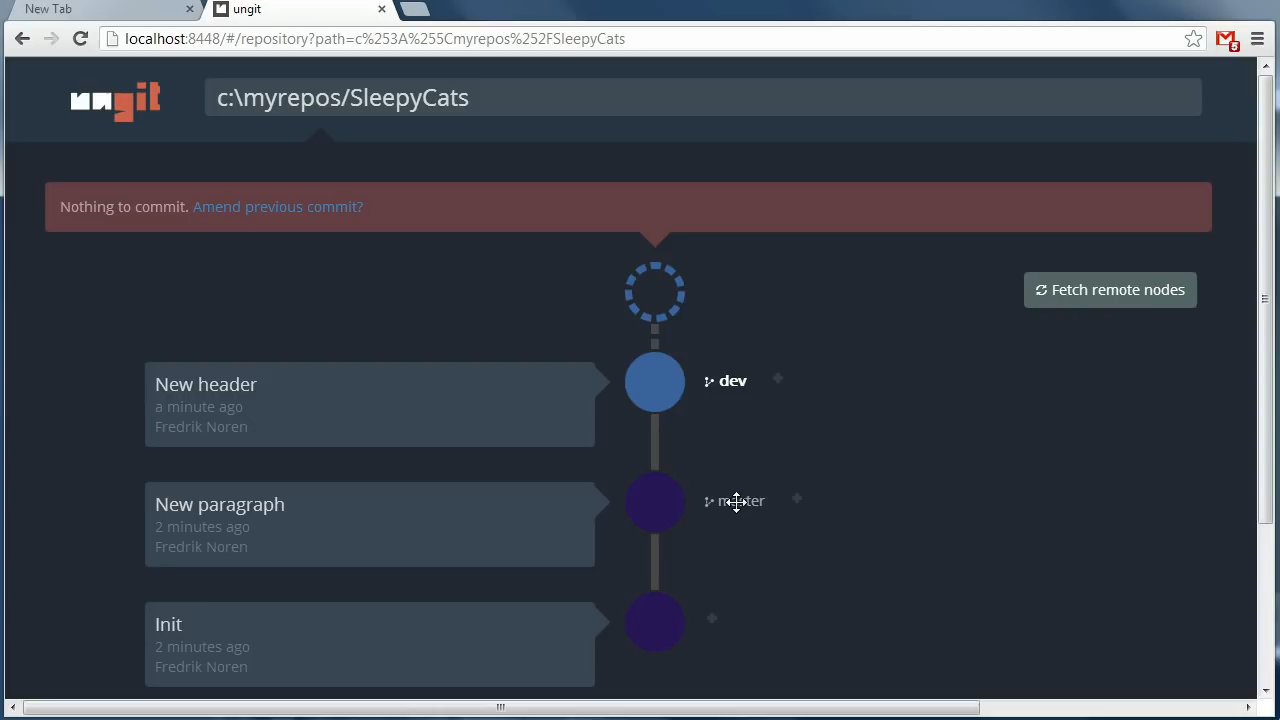 New Tab
ungit
localhost:8448/#/repository?path=c%253A%255Cmyrepos%252FSleepyCats
5
ungit
c:\myrepos/SleepyCats
Nothing to commit. Amend previous commit?
Fetch remote nodes
New header
dev
a minute ago
Fredrik Noren
New paragraph
master
2 minutes ago
Fredrik Noren
Init
2 minutes ago
Fredrik Noren